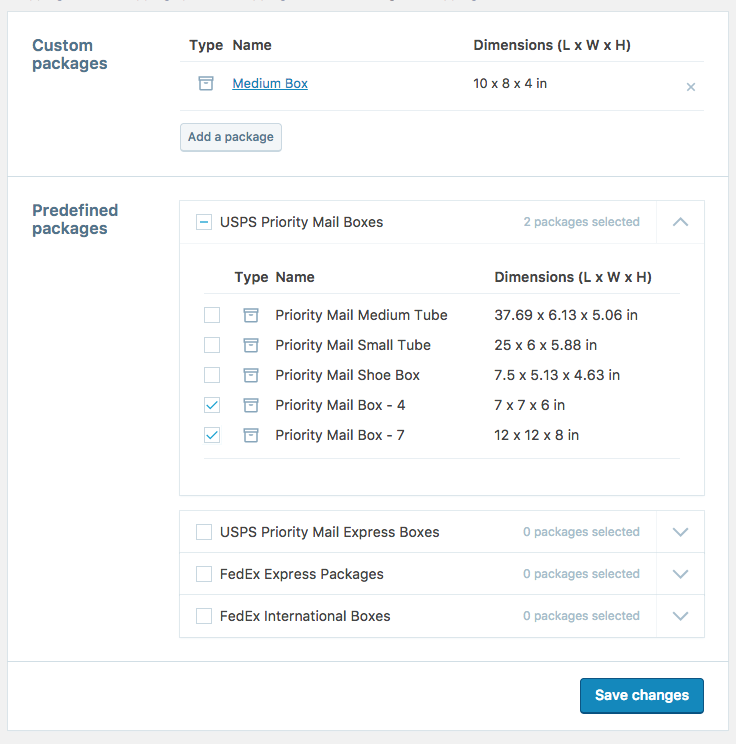 Custom packages
Type Name Dimensions (L x W x H)
Medium Box 10 x 8 x 4 in
Add a package
Predefined packages
USPS Priority Mail Boxes 2 packages selected
Type Name Dimensions (L x W x H)
Priority Mail Medium Tube 37.69 x 6.13 x 5.06 in
Priority Mail Small Tube 25 x 6 x 5.88 in
Priority Mail Shoe Box 7.5 x 5.13 x 4.63 in
Priority Mail Box - 4 7 x 7 x 6 in
Priority Mail Box - 7 12 x 12 x 8 in
USPS Priority Mail Express Boxes 0 packages selected
FedEx Express Packages 0 packages selected
FedEx International Boxes 0 packages selected
Save changes